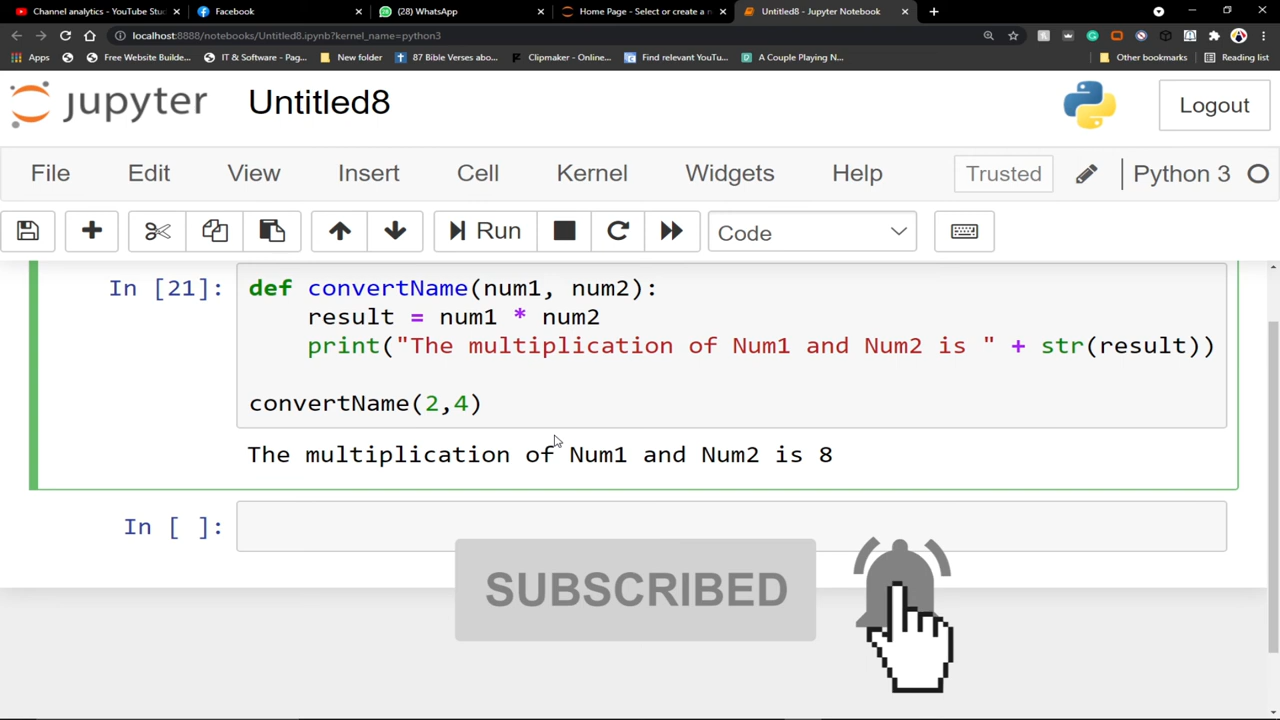 Channel analytics - YouTube Stu
Facebook
(28) WhatsApp
Home Page - Select or create a n
Untitled8 - Jupyter Notebook
localhost:8888/notebooks/Untitled8.ipynb?kernel_name=python3
Apps
Free Website Builde...
IT & Software - Pag...
New folder
87 Bible Verses abo...
Clipmaker - Online...
Find relevant YouTu...
A Couple Playing N...
Other bookmarks
Reading list
jupyter Untitled8
Logout
File Edit View Insert Cell Kernel Widgets Help
Trusted
Python 3
Run
Code
In [21]: def convertName(num1, num2):
result = num1 * num2
print("The multiplication of Num1 and Num2 is " + str(result))
convertName(2,4)
The multiplication of Num1 and Num2 is 8
In [ ]:
SUBSCRIBED